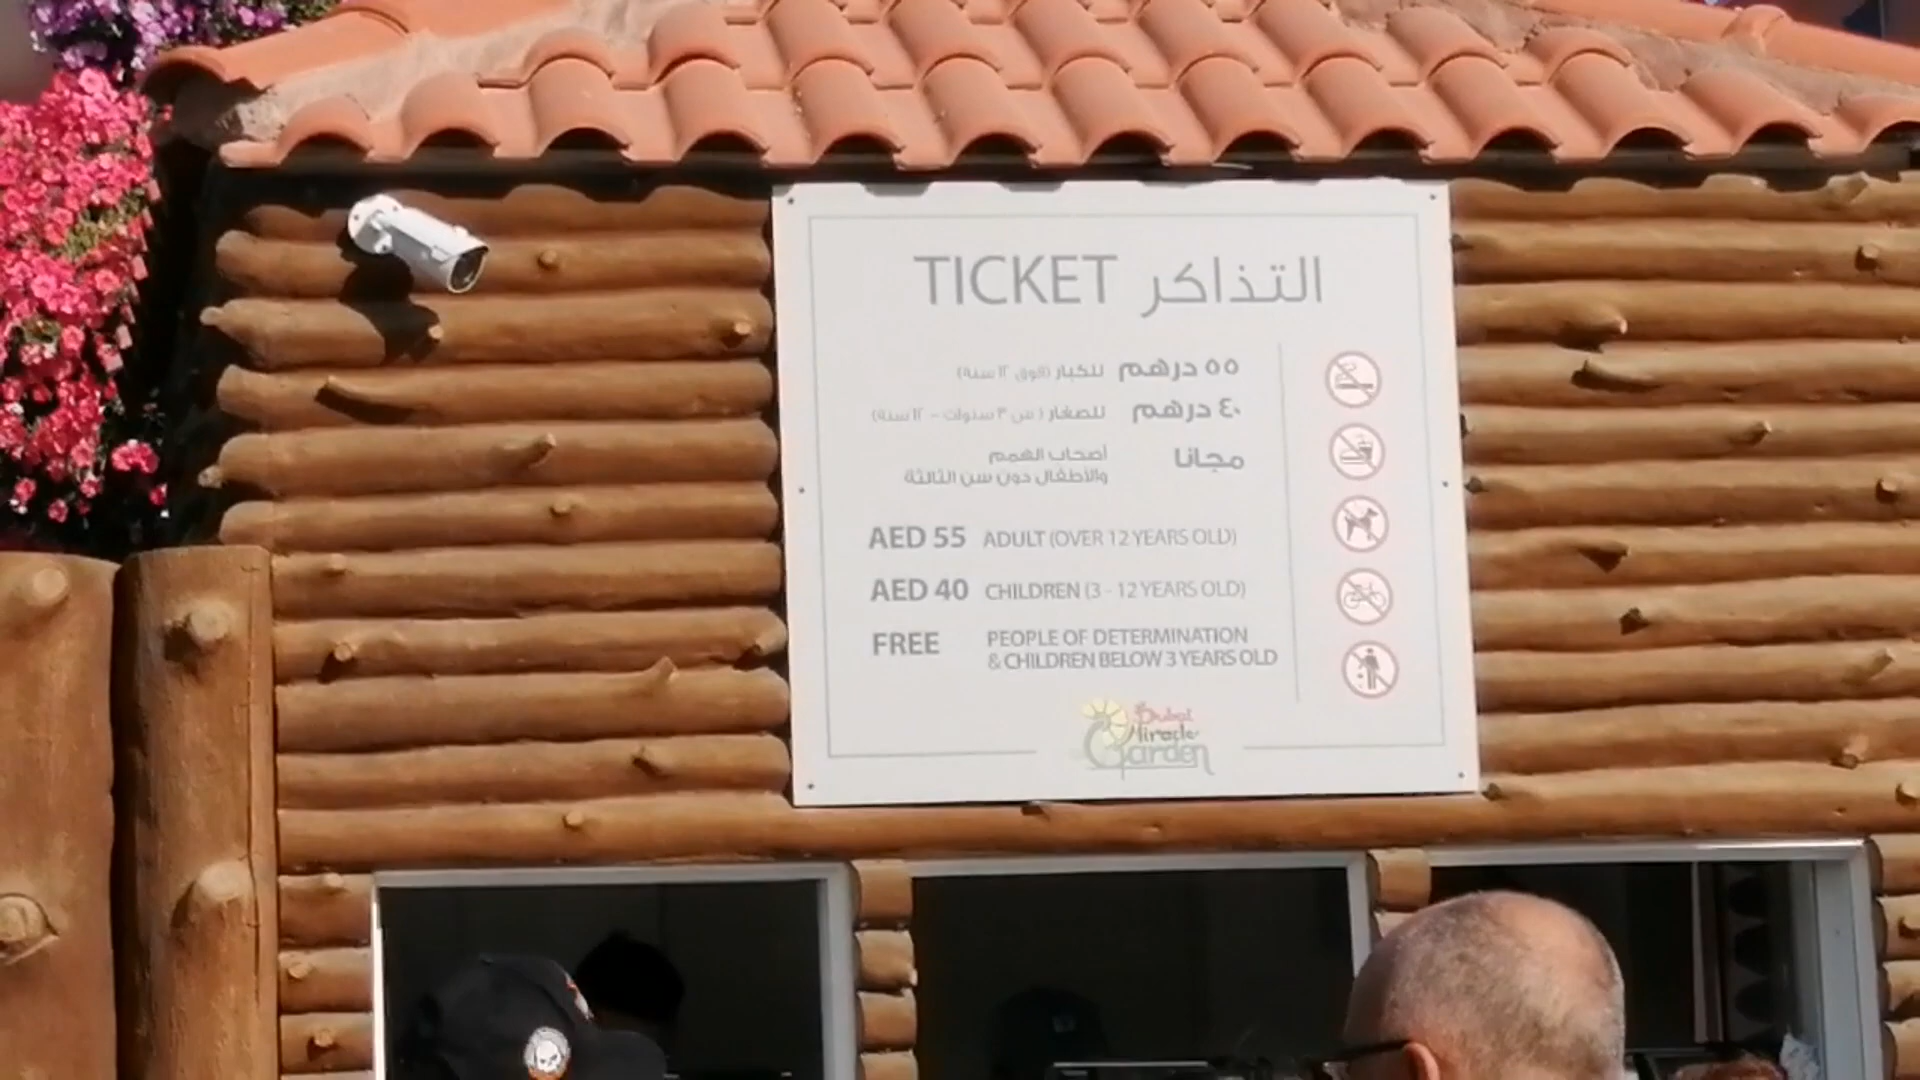 TICKET التذاكر
٥٥ درهم للكبار (فوق ١٢ سنة)
٤٠ درهم للصغار (من ٣ سنوات - ١٢ سنة)
مجانا أصحاب الهمم
والأطفال دون سن الثالثة
AED 55 ADULT (OVER 12 YEARS OLD)
AED 40 CHILDREN (3 - 12 YEARS OLD)
FREE PEOPLE OF DETERMINATION
& CHILDREN BELOW 3 YEARS OLD
Dubai
Miracle
Garden